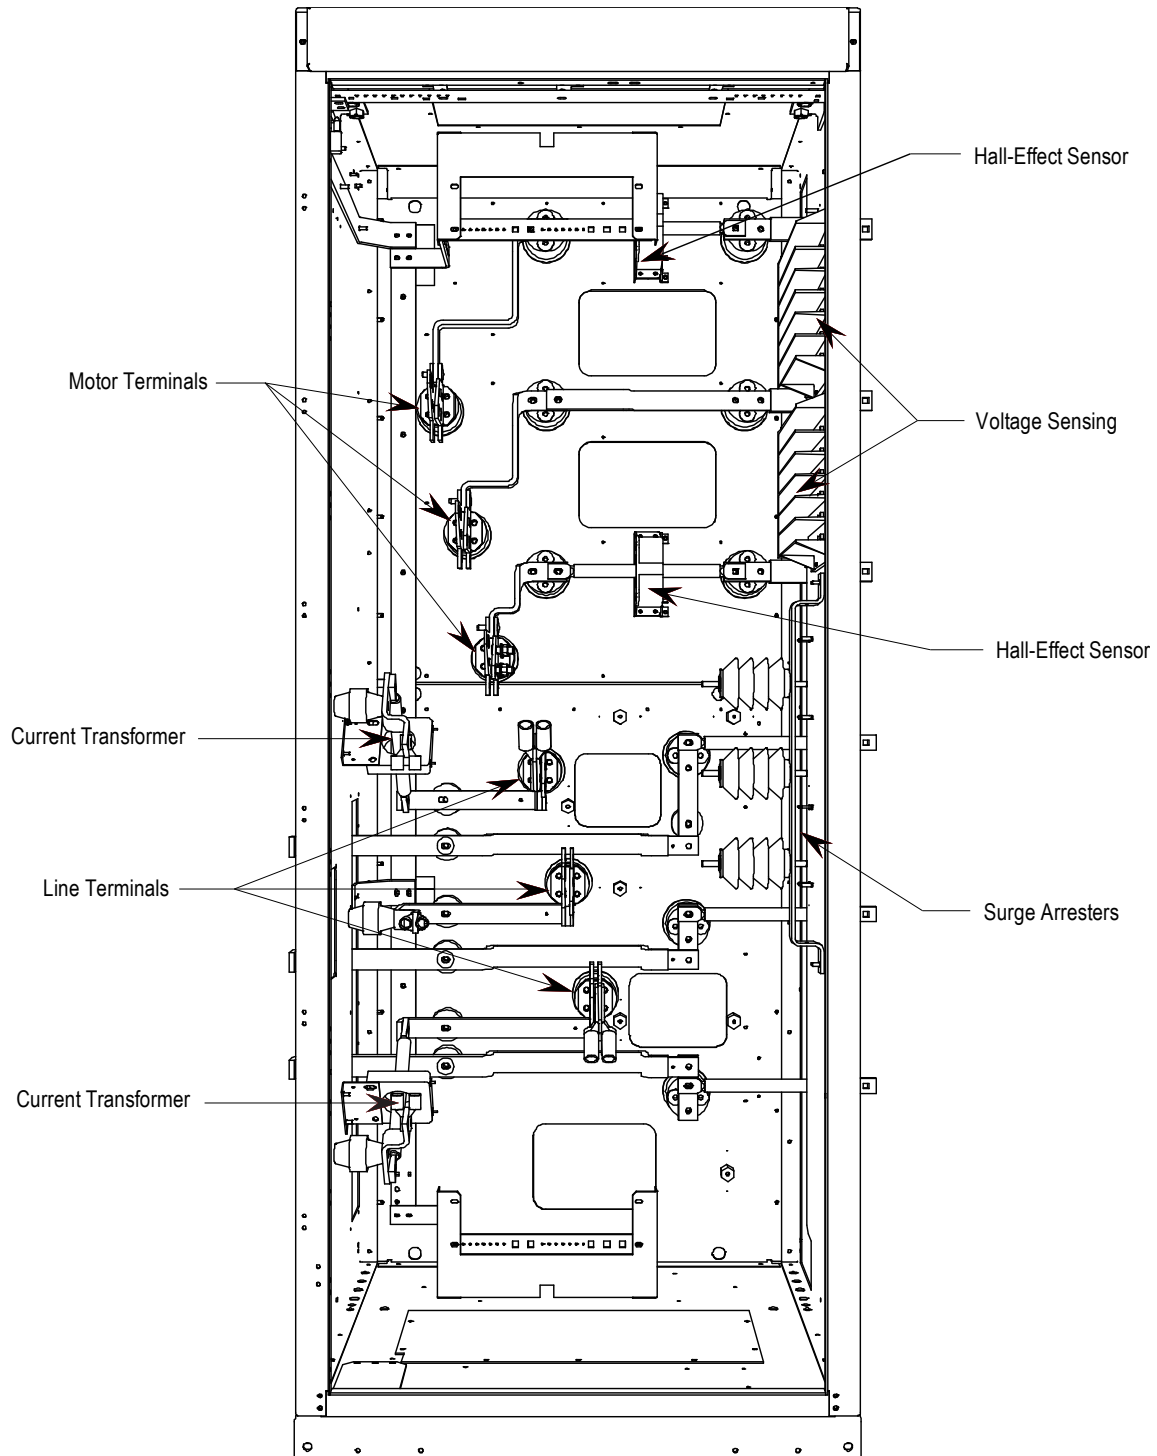 Hall-Effect Sensor
Motor Terminals
Voltage Sensing
Hall-Effect Sensor
Current Transformer
Line Terminals
Surge Arresters
Current Transformer